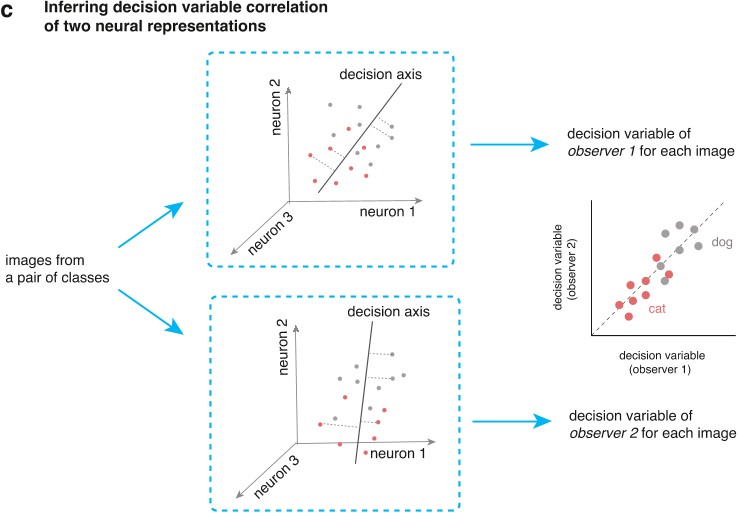 c
Inferring decision variable correlation
of two neural representations
decision axis
neuron 2
neuron 1
neuron 3
decision variable of
observer 1 for each image
images from
a pair of classes
decision variable
(observer 2)
dog
cat
decision variable
(observer 1)
decision axis
neuron 2
neuron 1
neuron 3
decision variable of
observer 2 for each image